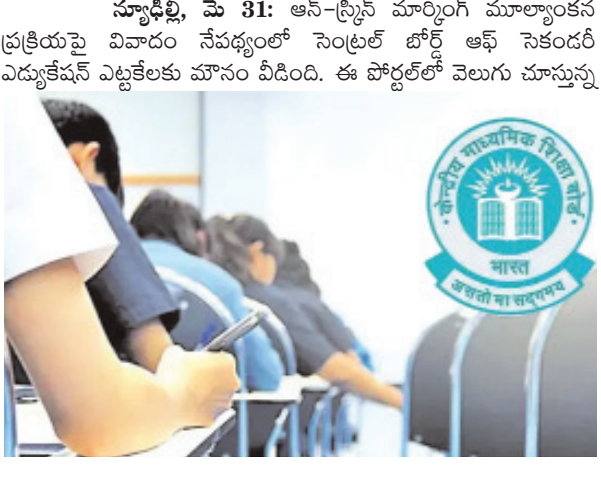 న్యూఢిల్లీ, మే 31: ఆన్-స్క్రీన్ మార్కింగ్ మూల్యాంకన
ప్రక్రియపై వివాదం నేపథ్యంలో సెంట్రల్ బోర్డ్ ఆఫ్ సెకండరీ
ఎడ్యుకేషన్ ఎట్టకేలకు మౌనం వీడింది. ఈ పోర్టల్‌లో వెలుగు చూస్తున్న
केन्द्रीय माध्यमिक शिक्षा बोर्ड
भारत
असतो मा सद्गमय